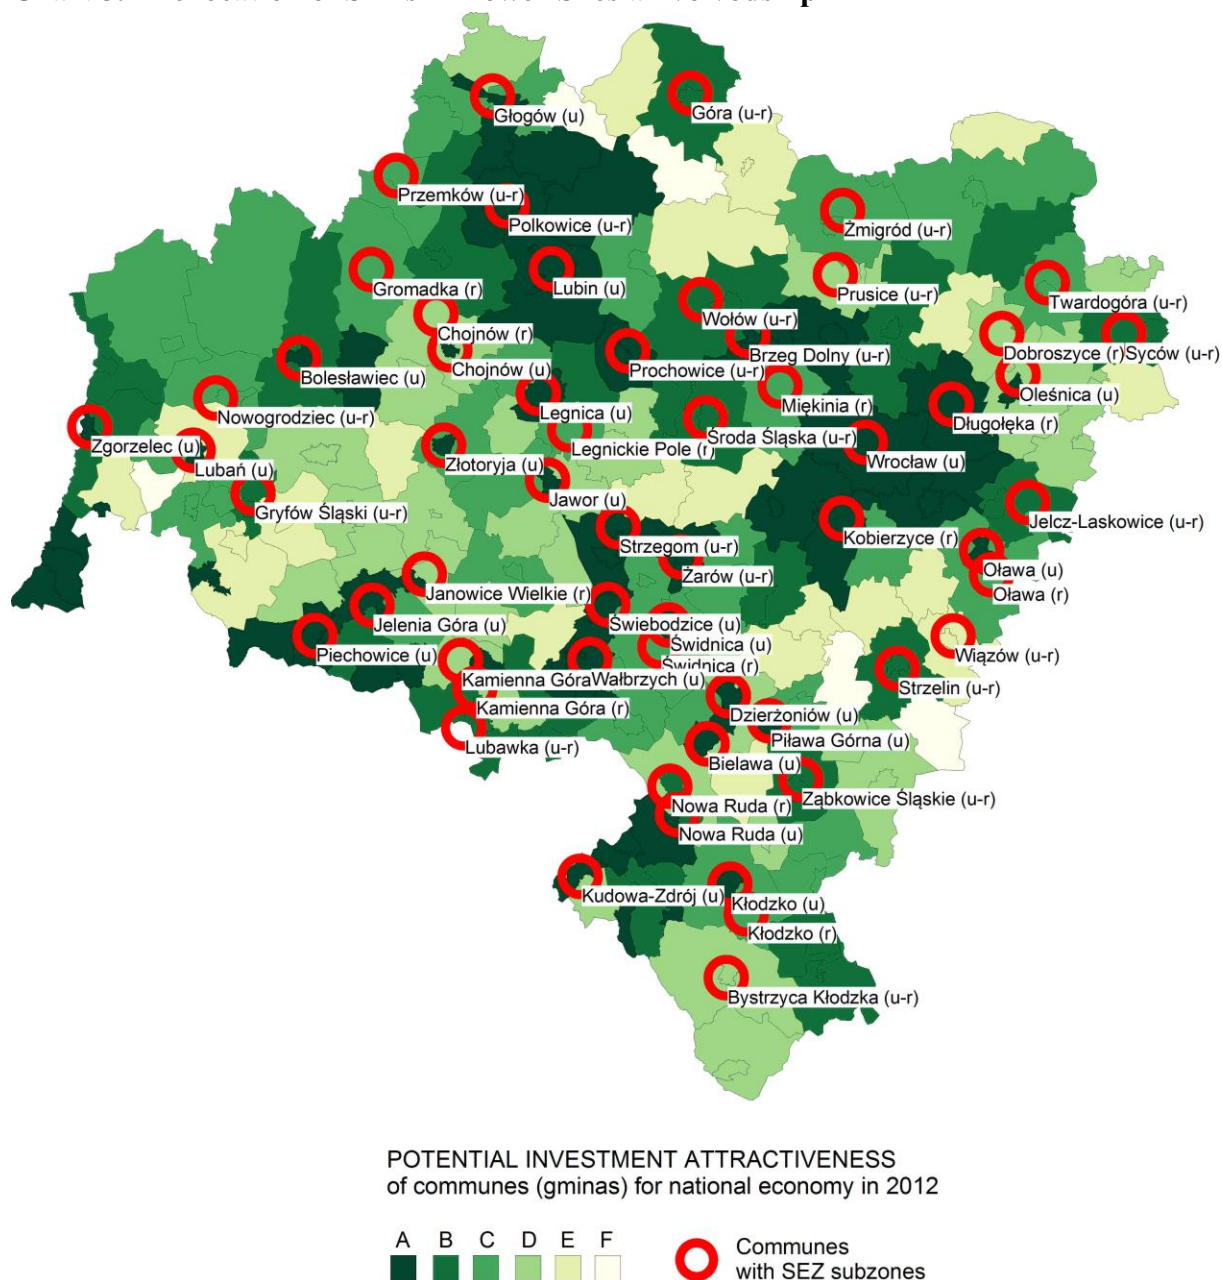 Głogów (u)
Góra (u-r)
Przemków (u-r)
Polkowice (u-r)
Żmigród (u-r)
Gromadka (r)
Lubin (u)
Prusice (u-r)
Twardogóra (u-r)
Wołów (u-r)
Chojnów (r)
Brzeg Dolny (u-r)
Dobroszyce (r)
Syców (u-r)
Chojnów (u)
Prochowice (u-r)
Bolesławiec (u)
Oleśnica (u)
Legnica (u)
Miękinia (r)
Nowogrodziec (u-r)
Długołęka (r)
Środa Śląska (u-r)
Zgorzelec (u)
Legnickie Pole (r)
Wrocław (u)
Lubań (u)
Złotoryja (u)
Jawor (u)
Gryfów Śląski (u-r)
Jelcz-Laskowice (u-r)
Kobierzyce (r)
Strzegom (u-r)
Oława (u)
Żarów (u-r)
Oława (r)
Janowice Wielkie (r)
Jelenia Góra (u)
Świebodzice (u)
Świdnica (u)
Piechowice (u)
Wiązów (u-r)
Świdnica (r)
Kamienna Góra
Wałbrzych (u)
Strzelin (u-r)
Kamienna Góra (r)
Dzierżoniów (u)
Piława Górna (u)
Lubawka (u-r)
Bielawa (u)
Ząbkowice Śląskie (u-r)
Nowa Ruda (r)
Nowa Ruda (u)
Kudowa-Zdrój (u)
Kłodzko (u)
Kłodzko (r)
Bystrzyca Kłodzka (u-r)
POTENTIAL INVESTMENT ATTRACTIVENESS
of communes (gminas) for national economy in 2012
A B C D E F
Communes
with SEZ subzones